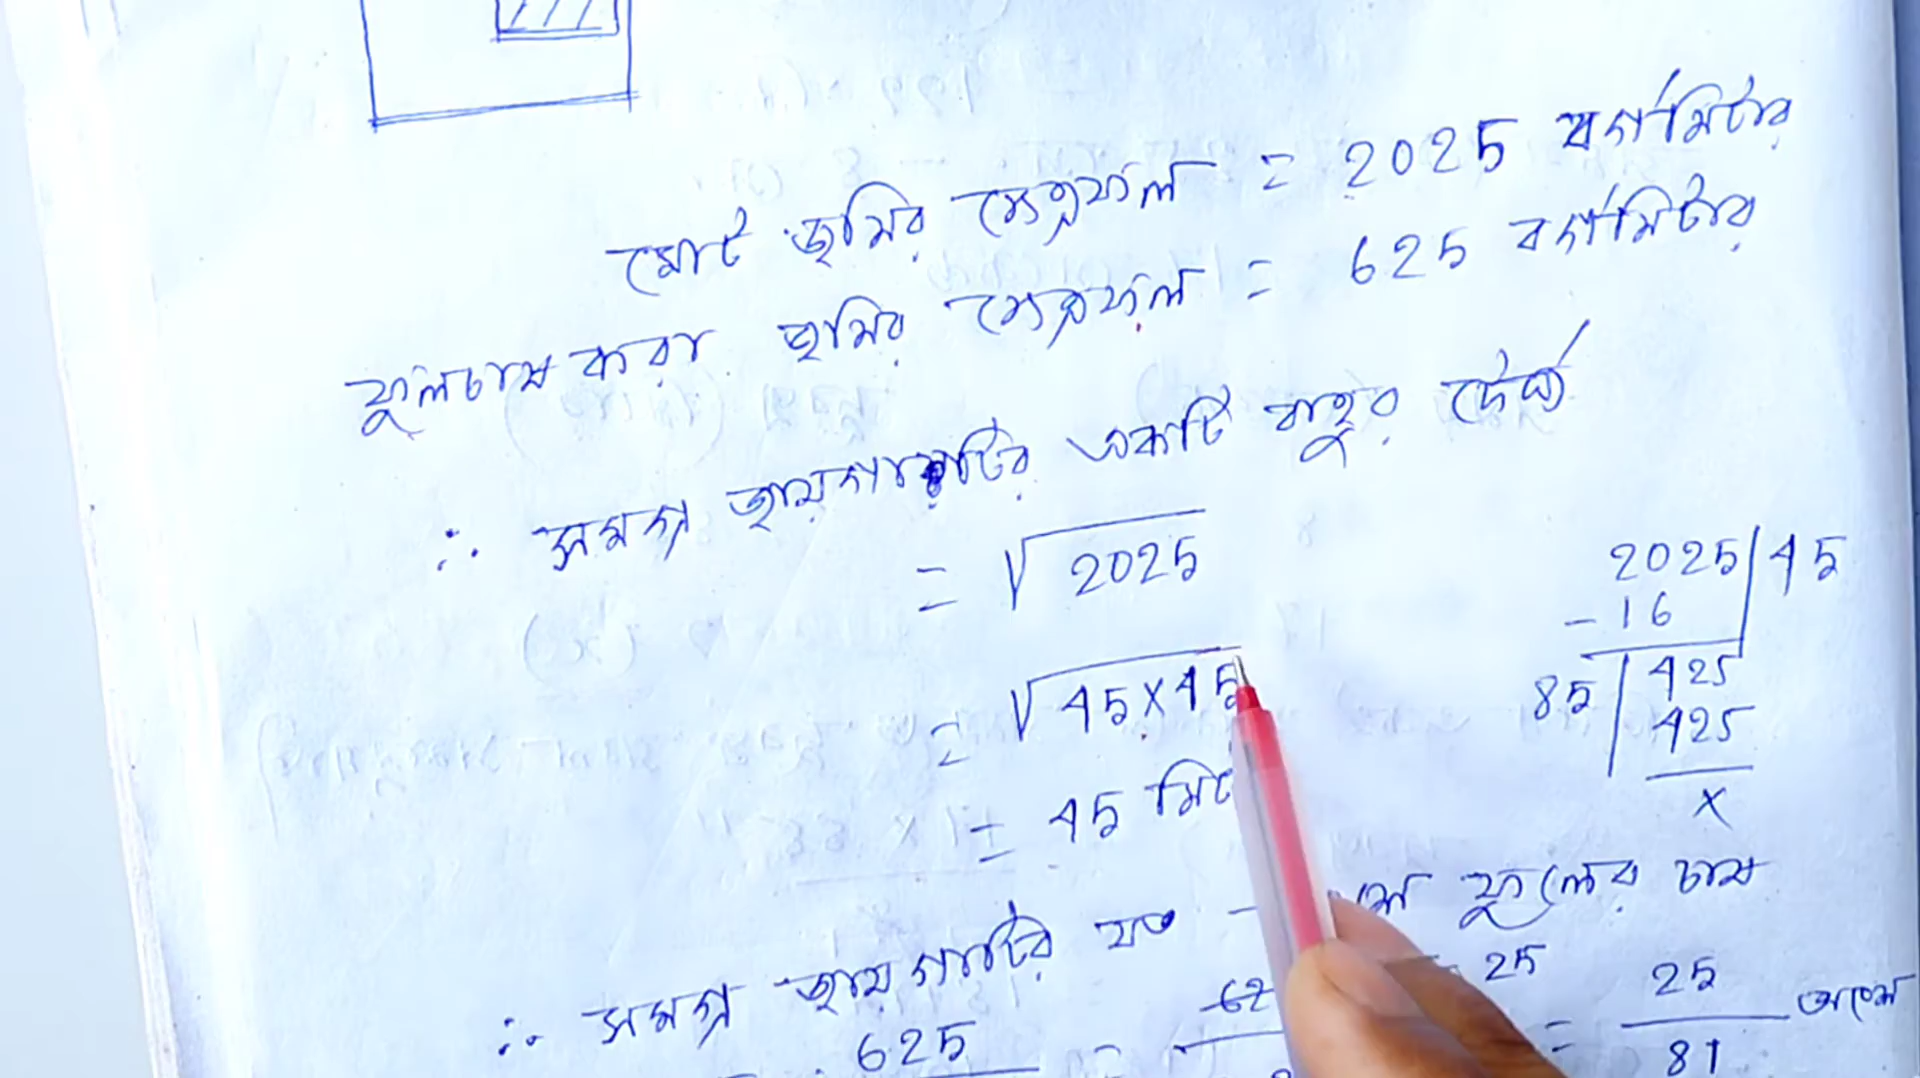 মোট জমির ক্ষেত্রফল = 2025 বর্গমিটার
ফুলচাষ করা জমির ক্ষেত্রফল = 625 বর্গমিটার
∴ সমগ্র জায়গাটির একটি বাহুর দৈর্ঘ্য
= √2025
= √45×45
= 45 মিট
2025 | 45
- 16
85 | 425
425
×
∴ সমগ্র জায়গাটির যত ফুলের চাষ
625 = 25 = 25 অংশে
81